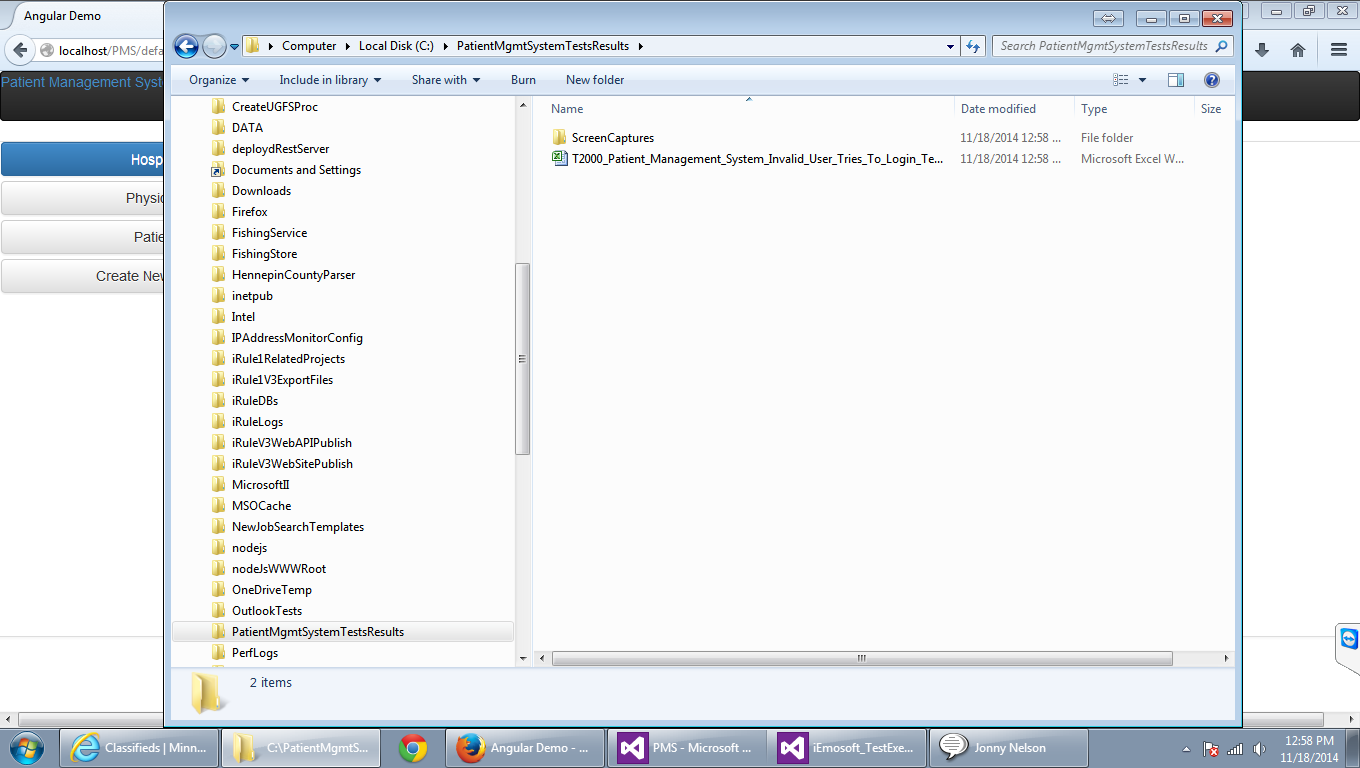 Angular Demo
localhost/PMS/defa
Patient Management Syst
Hosp
Physic
Patie
Create New
Computer
Local Disk (C:)
PatientMgmtSystemTestsResults
Search PatientMgmtSystemTestsResults
Organize
Include in library
Share with
Burn
New folder
CreateUGFSProc
DATA
deploydRestServer
Documents and Settings
Downloads
Firefox
FishingService
FishingStore
HennepinCountyParser
inetpub
Intel
IPAddressMonitorConfig
iRule1RelatedProjects
iRule1V3ExportFiles
iRuleDBs
iRuleLogs
iRuleV3WebAPIPublish
iRuleV3WebSitePublish
MicrosoftII
MSOCache
NewJobSearchTemplates
nodejs
nodeJsWWWRoot
OneDriveTemp
OutlookTests
PatientMgmtSystemTestsResults
PerfLogs
Name Date modified Type Size
ScreenCaptures 11/18/2014 12:58 ... File folder
T2000_Patient_Management_System_Invalid_User_Tries_To_Login_Te... 11/18/2014 12:58 ... Microsoft Excel W...
2 items
Classifieds | Minn...
C:\PatientMgmtS...
Angular Demo - ...
PMS - Microsoft ...
iEmosoft_TestExe...
Jonny Nelson
12:58 PM
11/18/2014